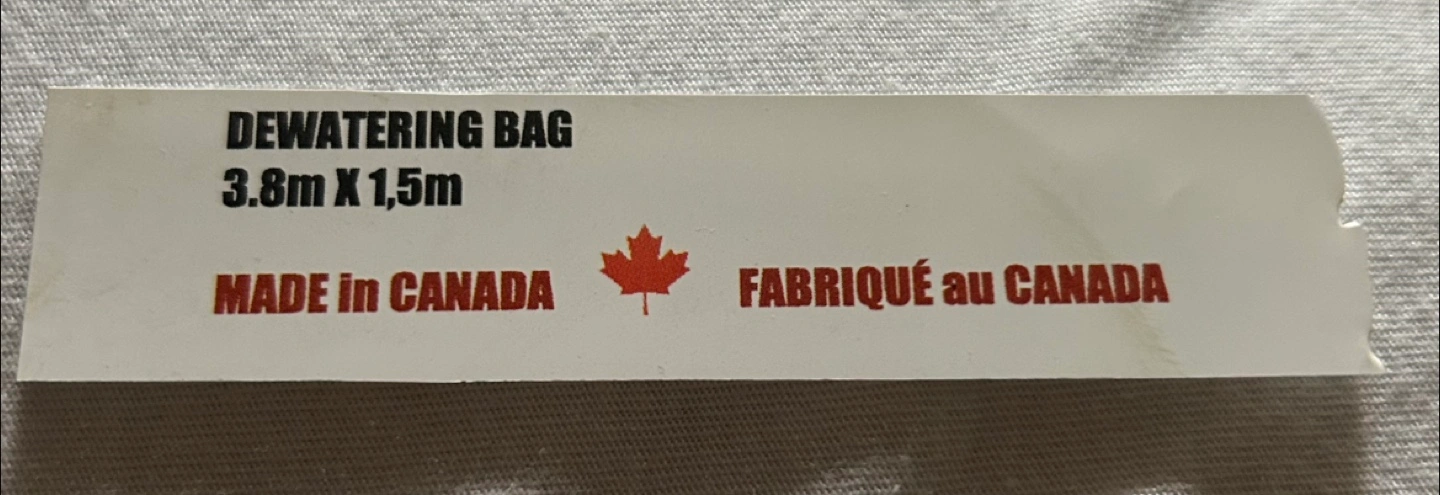 DEWATERING BAG
3.8m X 1,5m
MADE in CANADA FABRIQUÉ au CANADA